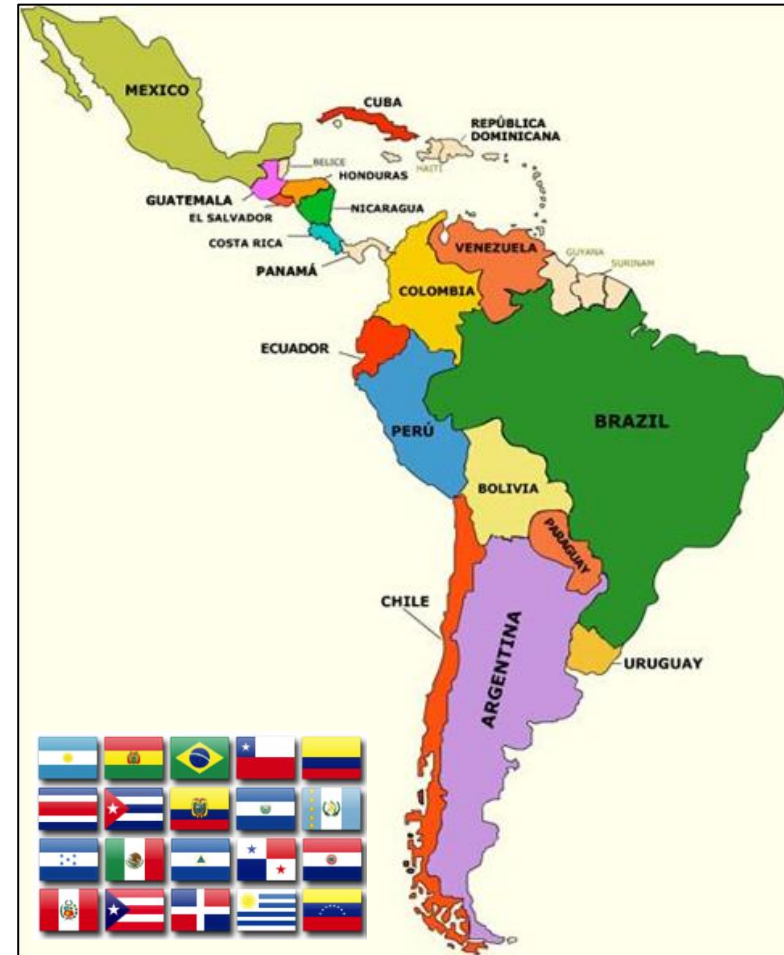 MEXICO
CUBA
REPÚBLICA
DOMINICANA
BELICE
HAITÍ
HONDURAS
GUATEMALA
EL SALVADOR
NICARAGUA
COSTA RICA
PANAMÁ
VENEZUELA
GUYANA
SURINAM
COLOMBIA
ECUADOR
PERÚ
BRAZIL
BOLIVIA
PARAGUAY
CHILE
ARGENTINA
URUGUAY